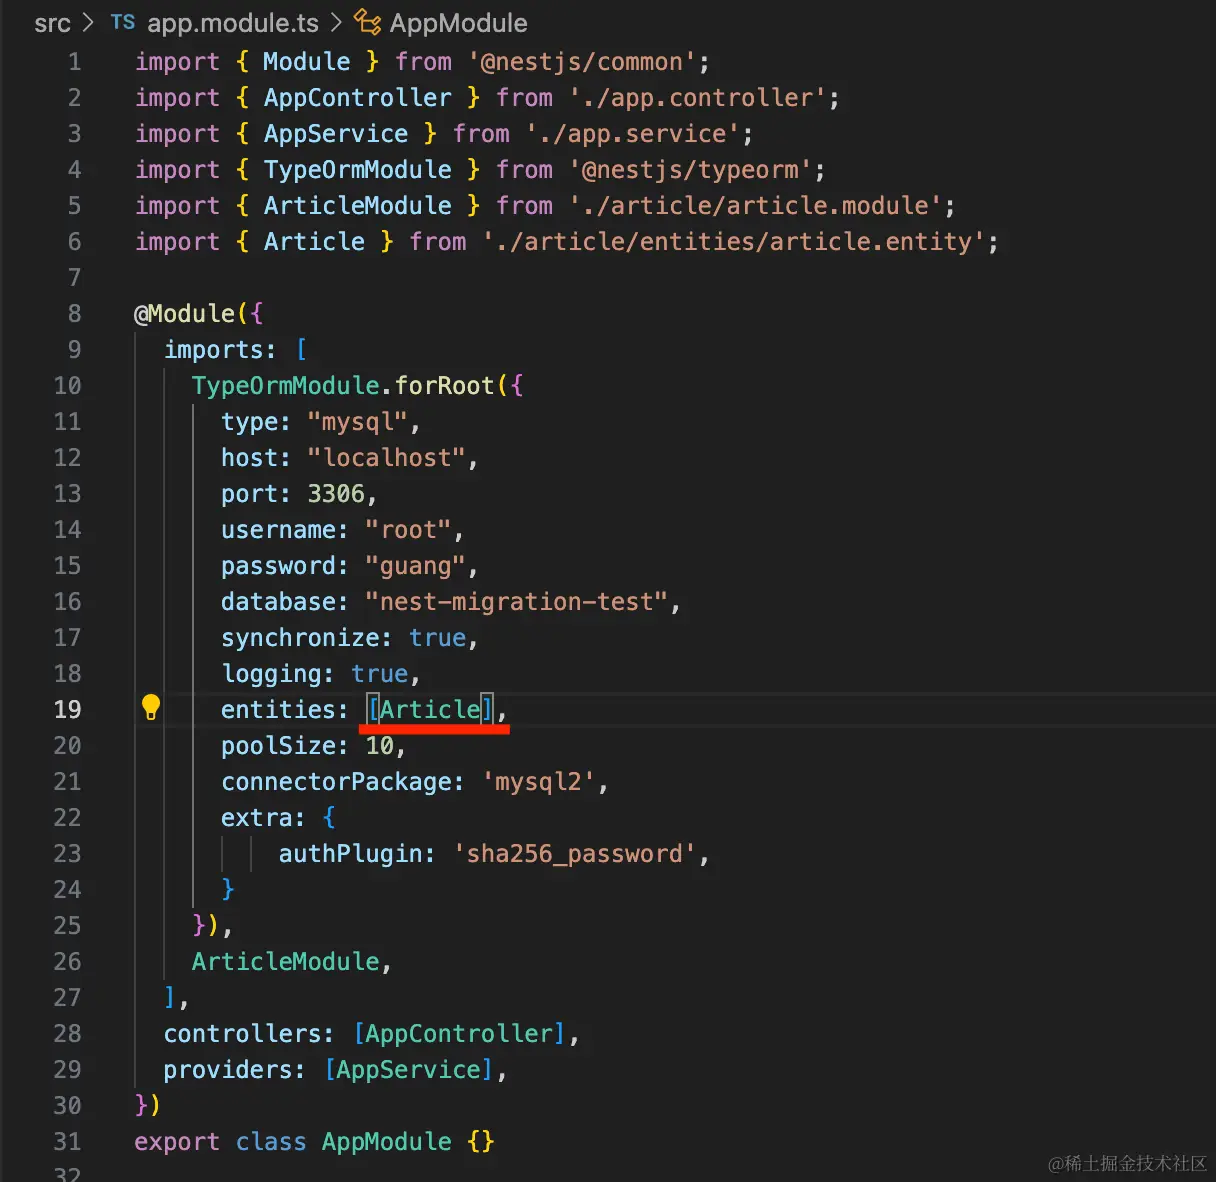 src > TS app.module.ts > AppModule
1 import { Module } from '@nestjs/common';
2 import { AppController } from './app.controller';
3 import { AppService } from './app.service';
4 import { TypeOrmModule } from '@nestjs/typeorm';
5 import { ArticleModule } from './article/article.module';
6 import { Article } from './article/entities/article.entity';
7
8 @Module({
9 imports: [
10 TypeOrmModule.forRoot({
11 type: "mysql",
12 host: "localhost",
13 port: 3306,
14 username: "root",
15 password: "guang",
16 database: "nest-migration-test",
17 synchronize: true,
18 logging: true,
19 entities: [Article],
20 poolSize: 10,
21 connectorPackage: 'mysql2',
22 extra: {
23 authPlugin: 'sha256_password',
24 }
25 }),
26 ArticleModule,
27 ],
28 controllers: [AppController],
29 providers: [AppService],
30 })
31 export class AppModule {}
32
@稀土掘金技术社区